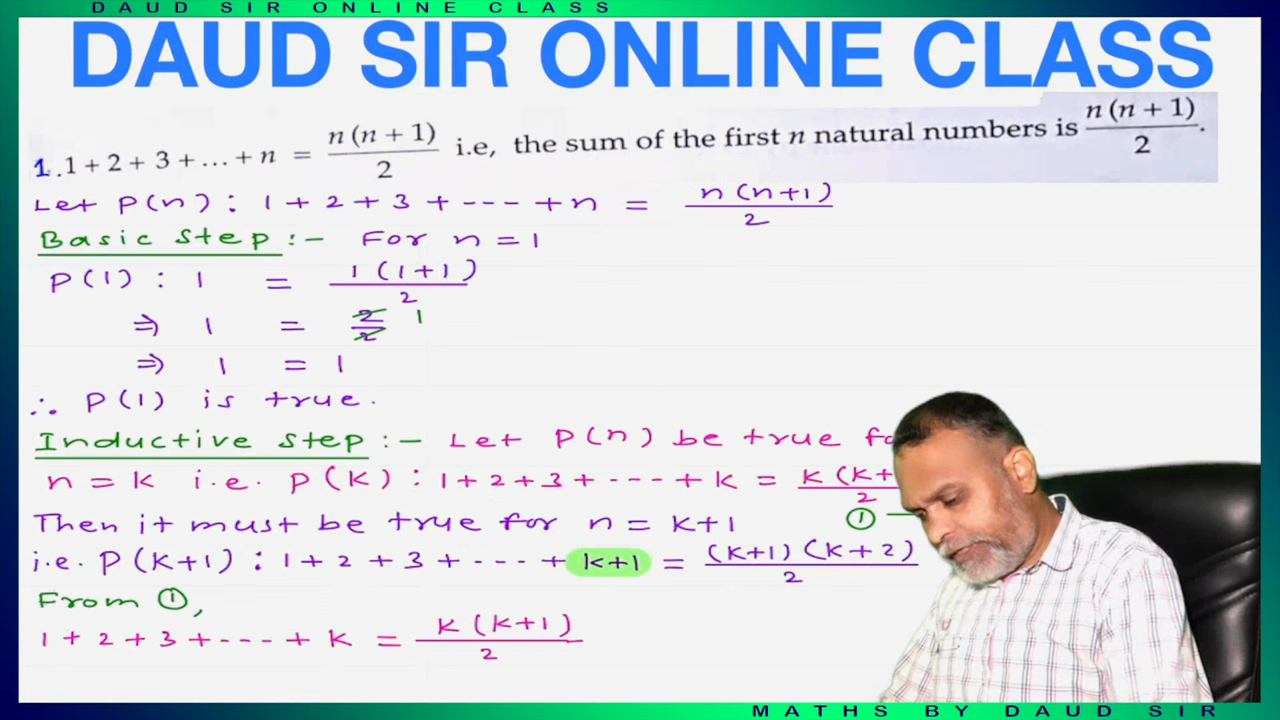 DAUD SIR ONLINE CLASS
DAUD SIR ONLINE CLASS
1. 1 + 2 + 3 + ... + n = n(n + 1)/2 i.e, the sum of the first n natural numbers is n(n + 1)/2.
Let P(n) : 1 + 2 + 3 + --- + n = n(n+1)/2
Basic Step :- For n = 1
P(1) : 1 = 1(1+1)/2
⇒ 1 = 2/2 1
⇒ 1 = 1
∴ P(1) is true.
Inductive Step :- Let P(n) be true
n = k i.e. P(k) : 1+2+3+ --- + k = k(k+ /2
Then it must be true for n = k+1 ①
i.e. P(k+1) : 1+2+3+ --- + k+1 = (k+1)(k+2)/2
From ①,
1 + 2 + 3 + --- + k = k(k+1)/2
MATHS BY DAUD SIR